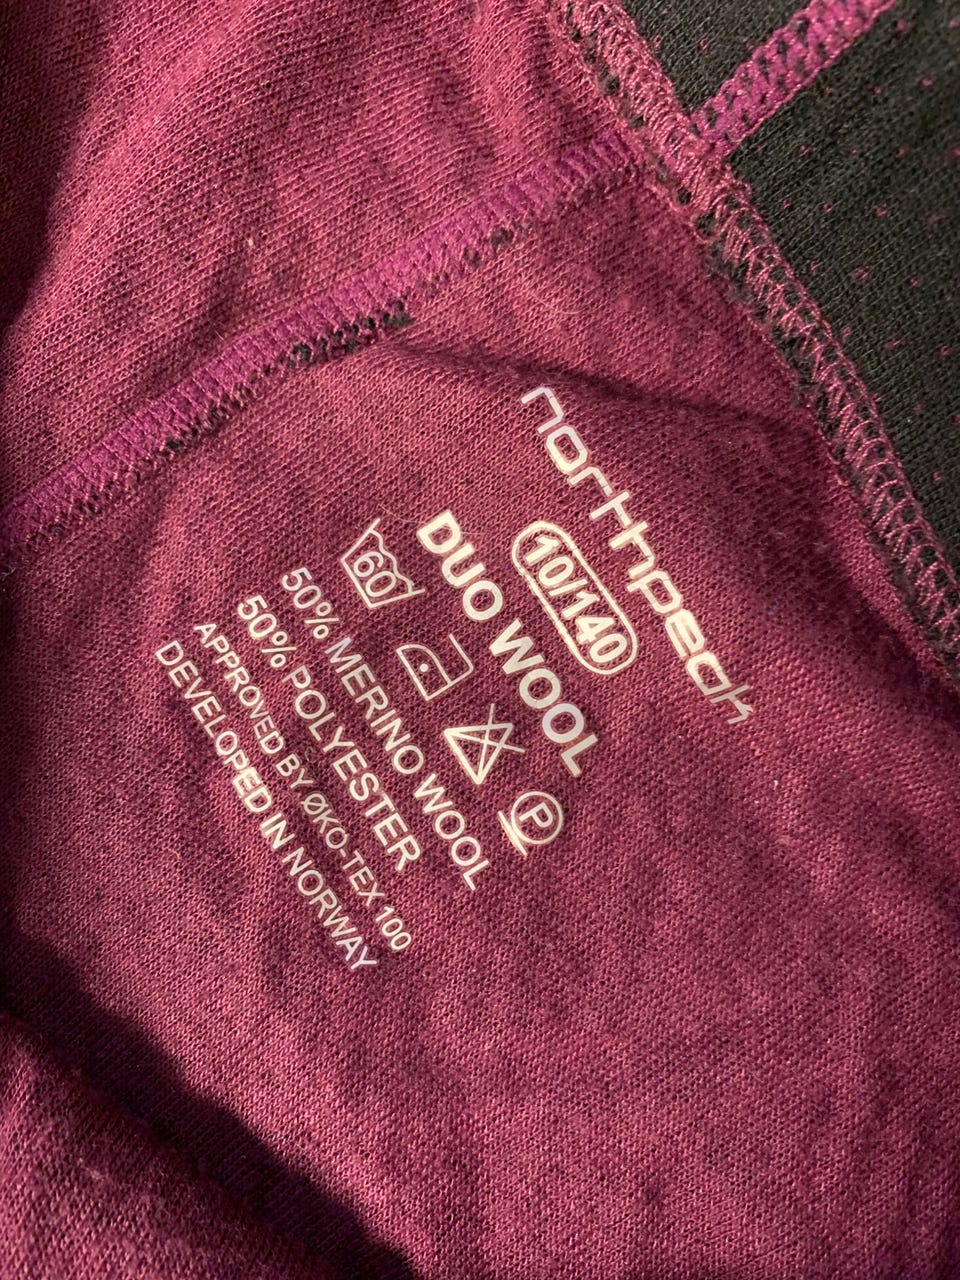 northpeak
10/140
DUO WOOL
60
P
50% MERINO WOOL
50% POLYESTER
APPROVED BY ØKO-TEX 100
DEVELOPED IN NORWAY